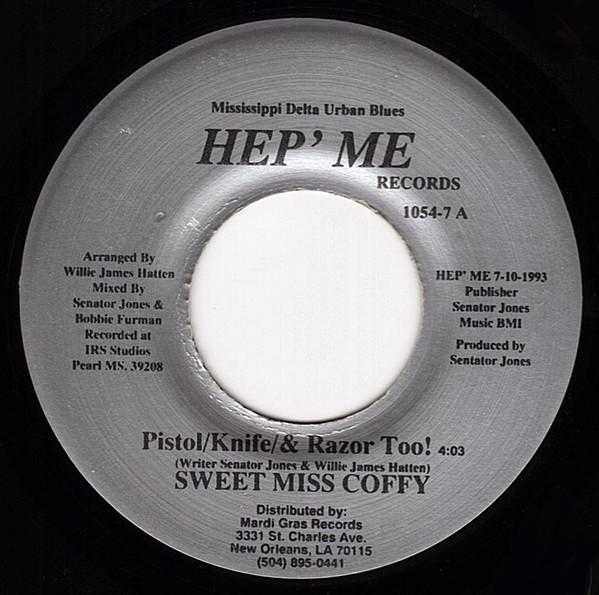 Mississippi Delta Urban Blues
HEP' ME
RECORDS
1054-7 A
Arranged By
Willie James Hatten
Mixed By
Senator Jones &
Bobbie Furman
Recorded at
IRS Studios
Pearl MS. 39208
HEP' ME 7-10-1993
Publisher
Senator Jones
Music BMI
Produced by
Sentator Jones
Pistol/Knife/& Razor Too! 4:03
(Writer Senator Jones & Willie James Hatten)
SWEET MISS COFFY
Distributed by:
Mardi Gras Records
3331 St. Charles Ave.
New Orleans, LA 70115
(504) 895-0441